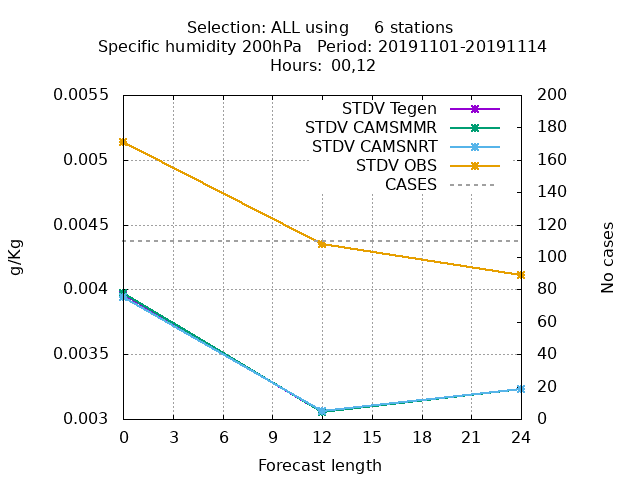 Selection: ALL using     6 stations
Specific humidity 200hPa   Period: 20191101-20191114
Hours:  00,12
0.0055
0.005
0.0045
0.004
0.0035
0.003
g/Kg
STDV Tegen
STDV CAMSMMR
STDV CAMSNRT
STDV OBS
CASES
200
180
160
140
120
100
80
60
40
20
0
No cases
0 3 6 9 12 15 18 21 24
Forecast length